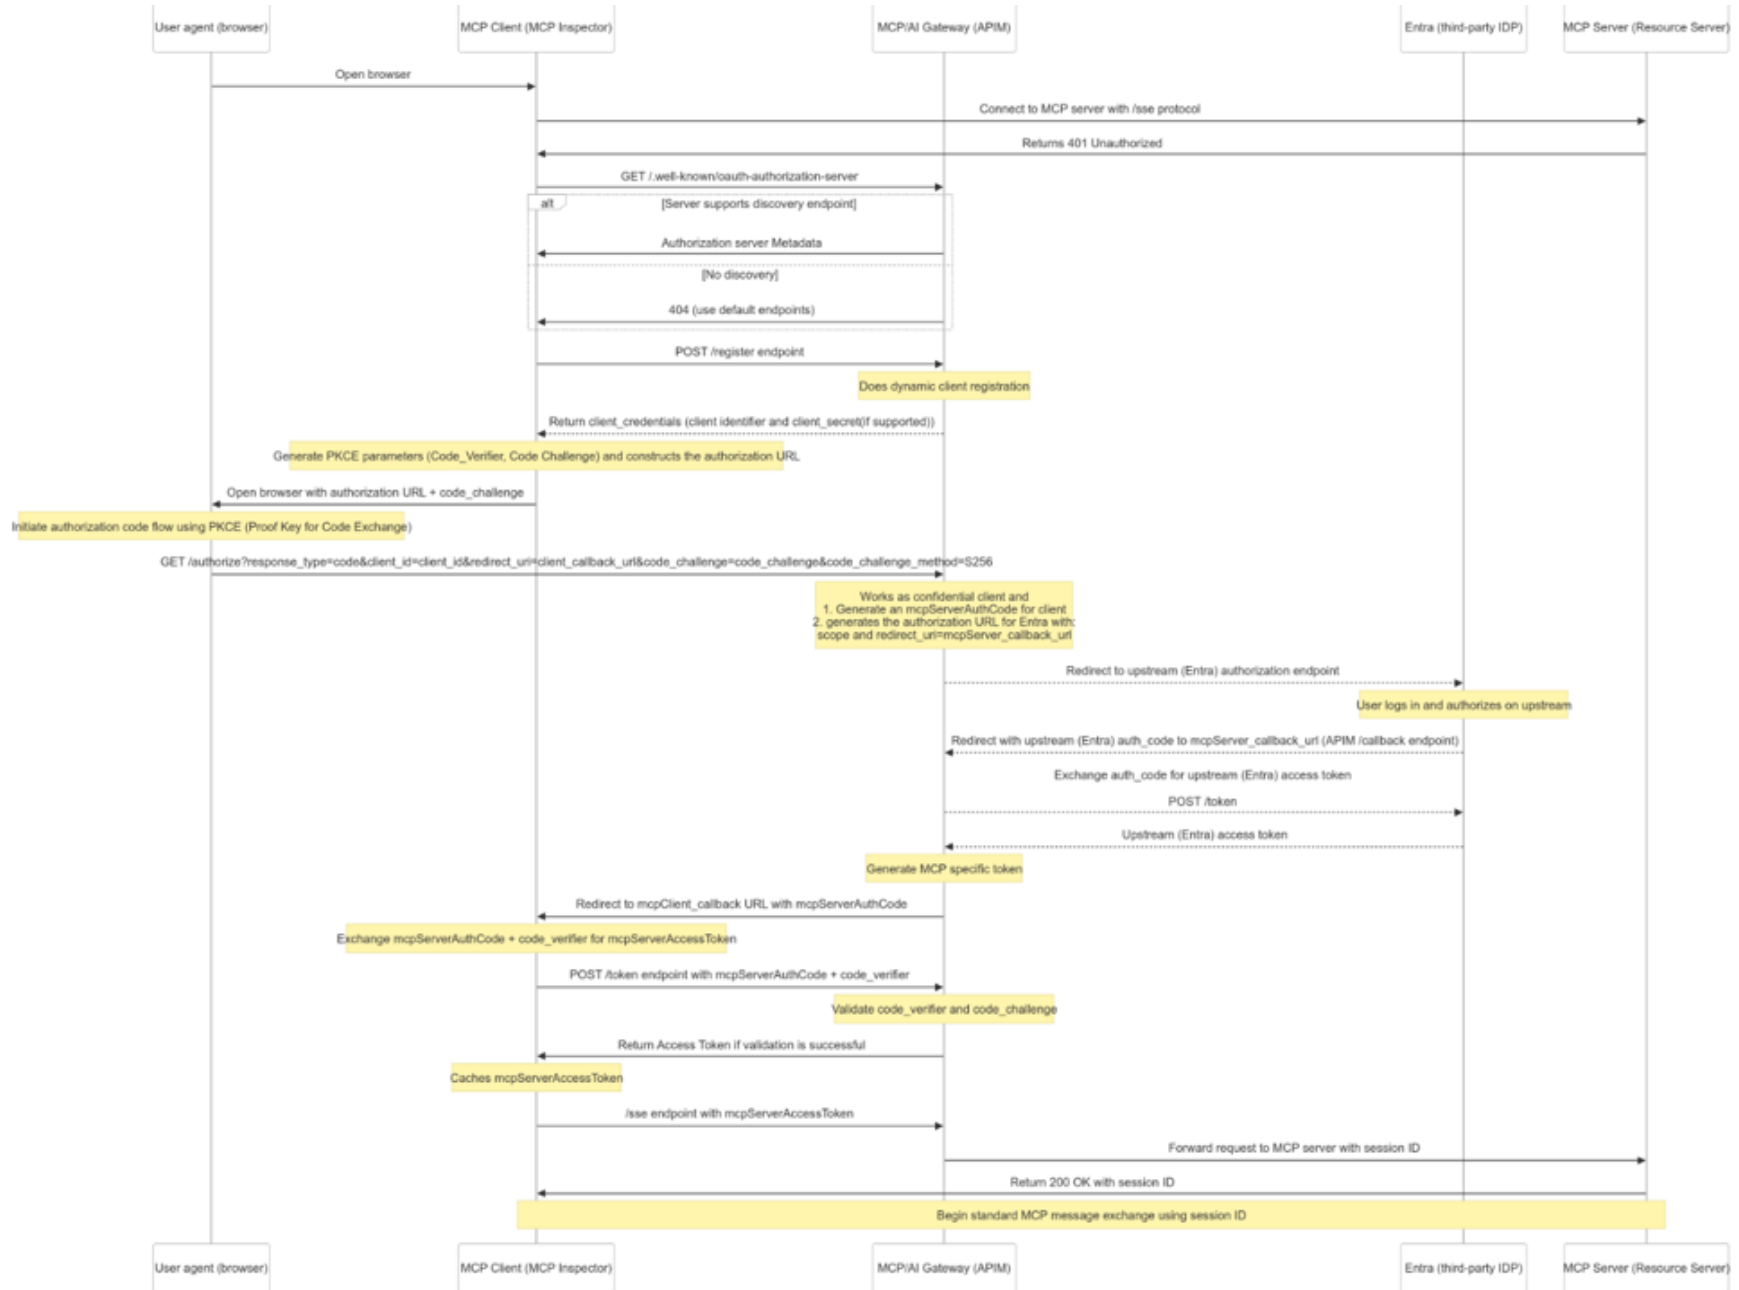 User agent (browser)
MCP Client (MCP Inspector)
MCP/AI Gateway (APIM)
Entra (third-party IDP)
MCP Server (Resource Server)
Open browser
Connect to MCP server with /sse protocol
Returns 401 Unauthorized
GET /.well-known/oauth-authorization-server
alt
[Server supports discovery endpoint]
Authorization server Metadata
[No discovery]
404 (use default endpoints)
POST /register endpoint
Does dynamic client registration
Return client_credentials (client identifier and client_secret(if supported))
Generate PKCE parameters (Code_Verifier, Code Challenge) and constructs the authorization URL
Open browser with authorization URL + code_challenge
Initiate authorization code flow using PKCE (Proof Key for Code Exchange)
GET /authorize?response_type=code&client_id=client_id&redirect_uri=client_callback_url&code_challenge=code_challenge&code_challenge_method=S256
Works as confidential client and
1. Generate an mcpServerAuthCode for client
2. generates the authorization URL for Entra with:
scope and redirect_uri=mcpServer_callback_url
Redirect to upstream (Entra) authorization endpoint
User logs in and authorizes on upstream
Redirect with upstream (Entra) auth_code to mcpServer_callback_url (APIM /callback endpoint)
Exchange auth_code for upstream (Entra) access token
POST /token
Upstream (Entra) access token
Generate MCP specific token
Redirect to mcpClient_callback URL with mcpServerAuthCode
Exchange mcpServerAuthCode + code_verifier for mcpServerAccessToken
POST /token endpoint with mcpServerAuthCode + code_verifier
Validate code_verifier and code_challenge
Return Access Token if validation is successful
Caches mcpServerAccessToken
/sse endpoint with mcpServerAccessToken
Forward request to MCP server with session ID
Return 200 OK with session ID
Begin standard MCP message exchange using session ID
User agent (browser)
MCP Client (MCP Inspector)
MCP/AI Gateway (APIM)
Entra (third-party IDP)
MCP Server (Resource Server)